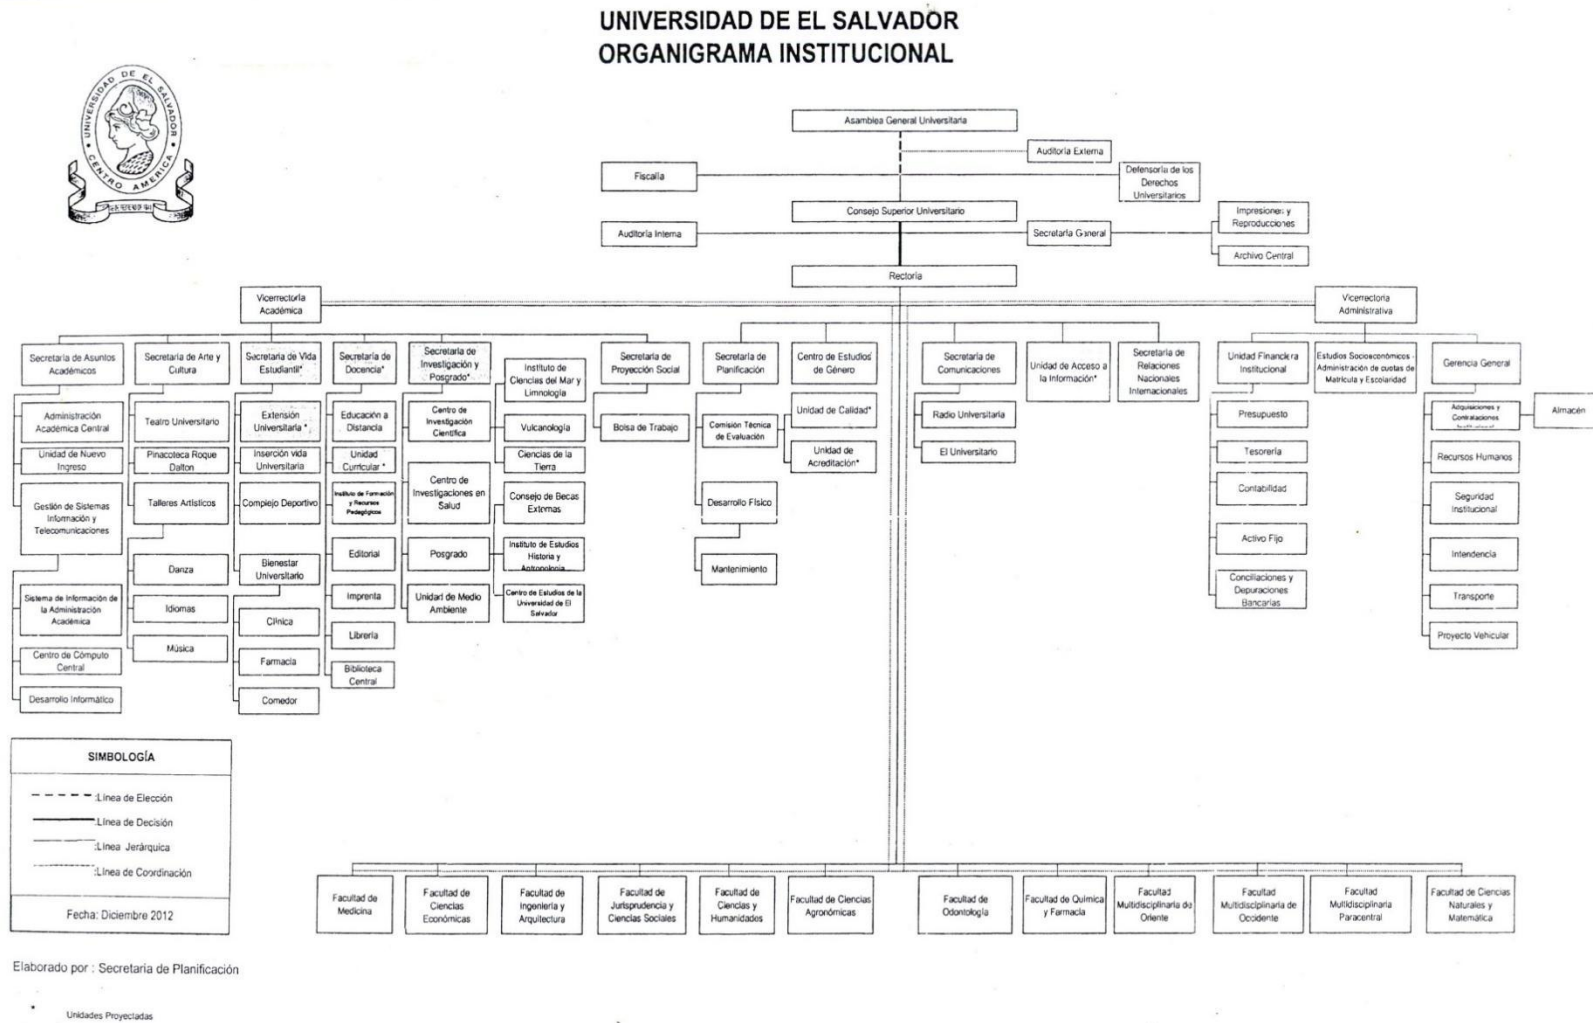 UNIVERSIDAD DE EL SALVADOR
ORGANIGRAMA INSTITUCIONAL
UNIVERSIDAD DE EL SALVADOR
CENTRO AMERICA
Asamblea General Universitaria
Auditoría Externa
Fiscalía
Defensoría de los
Derechos
Universitarios
Consejo Superior Universitario
Impresiones y
Reproducciones
Auditoría Interna
Secretaría General
Archivo Central
Rectoría
Vicerrectoría
Académica
Vicerrectoría
Administrativa
Secretaría de Asuntos
Académicos
Secretaría de Arte y
Cultura
Secretaría de Vida
Estudiantil*
Secretaría de
Docencia*
Secretaría de
Investigación y
Posgrado*
Instituto de
Ciencias del Mar y
Limnología
Secretaría de
Proyección Social
Secretaría de
Planificación
Centro de Estudios
de Género
Secretaría de
Comunicaciones
Unidad de Acceso a
la Información*
Secretaría de
Relaciones
Nacionales
Internacionales
Unidad Financiera
Institucional
Estudios Socioeconómicos -
Administración de cuotas de
Matrícula y Escolaridad
Gerencia General
Administración
Académica Central
Unidad de Nuevo
Ingreso
Gestión de Sistemas
Información y
Telecomunicaciones
Sistema de Información de
la Administración
Académica
Centro de Cómputo
Central
Desarrollo Informático
Teatro Universitario
Pinacoteca Roque
Dalton
Talleres Artísticos
Danza
Idiomas
Música
Extensión
Universitaria *
Inserción vida
Universitaria
Complejo Deportivo
Bienestar
Universitario
Clínica
Farmacia
Comedor
Educación a
Distancia
Unidad
Curricular *
Instituto de Formación
y Recursos
Pedagógicos
Editorial
Imprenta
Librería
Biblioteca
Central
Centro de
Investigación
Científica
Centro de
Investigaciones en
Salud
Posgrado
Unidad de Medio
Ambiente
Vulcanología
Ciencias de la
Tierra
Consejo de Becas
Externas
Instituto de Estudios
Historia y
Antropología
Centro de Estudios de la
Universidad de El
Salvador
Bolsa de Trabajo
Comisión Técnica
de Evaluación
Desarrollo Físico
Mantenimiento
Unidad de Calidad*
Unidad de
Acreditación*
Radio Universitaria
El Universitario
Presupuesto
Tesorería
Contabilidad
Activo Fijo
Conciliaciones y
Depuraciones
Bancarias
Adquisiciones y
Contrataciones
Almacén
Recursos Humanos
Seguridad
Institucional
Intendencia
Transporte
Proyecto Vehicular
SIMBOLOGÍA
:Línea de Elección
:Línea de Decisión
:Línea Jerárquica
:Línea de Coordinación
Fecha: Diciembre 2012
Facultad de
Medicina
Facultad de
Ciencias
Económicas
Facultad de
Ingeniería y
Arquitectura
Facultad de
Jurisprudencia y
Ciencias Sociales
Facultad de
Ciencias y
Humanidades
Facultad de Ciencias
Agronómicas
Facultad de
Odontología
Facultad de Química
y Farmacia
Facultad
Multidisciplinaria de
Oriente
Facultad
Multidisciplinaria de
Occidente
Facultad
Multidisciplinaria
Paracentral
Facultad de Ciencias
Naturales y
Matemática
Elaborado por : Secretaría de Planificación
* Unidades Proyectadas